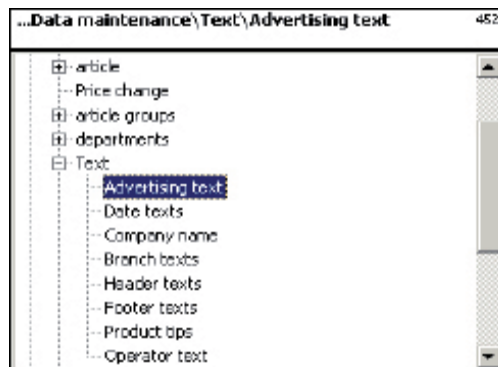 ...Data maintenance\Text\Advertising text 452
article
Price change
article groups
departments
Text
Advertising text
Date texts
Company name
Branch texts
Header texts
Footer texts
Product tips
Operator text